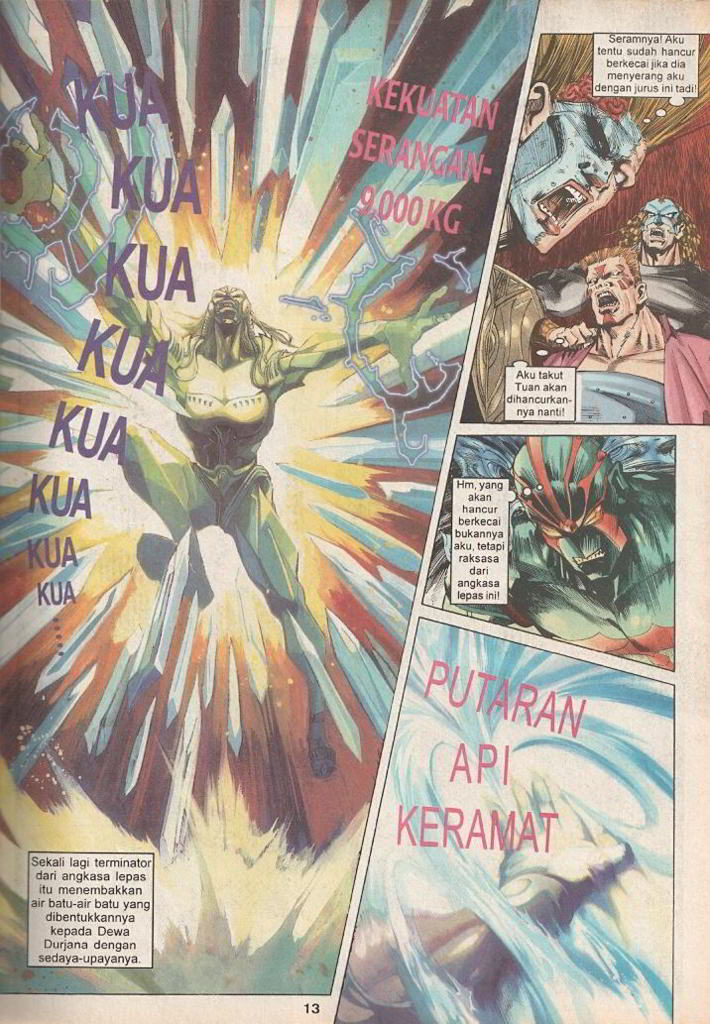 KUA
KUA
KUA
KUA
KUA
KUA
KUA
KUA
.....
KEKUATAN
SERANGAN-
9,000 KG
Sekali lagi terminator
dari angkasa lepas
itu menembakkan
air batu-air batu yang
dibentukkannya
kepada Dewa
Durjana dengan
sedaya-upayanya.
Seramnya! Aku
tentu sudah hancur
berkecai jika dia
menyerang aku
dengan jurus ini tadi!
Aku takut
Tuan akan
dihancurkan-
nya nanti!
Hm, yang
akan
hancur
berkecai
bukannya
aku, tetapi
raksasa
dari
angkasa
lepas ini!
PUTARAN
API
KERAMAT
13